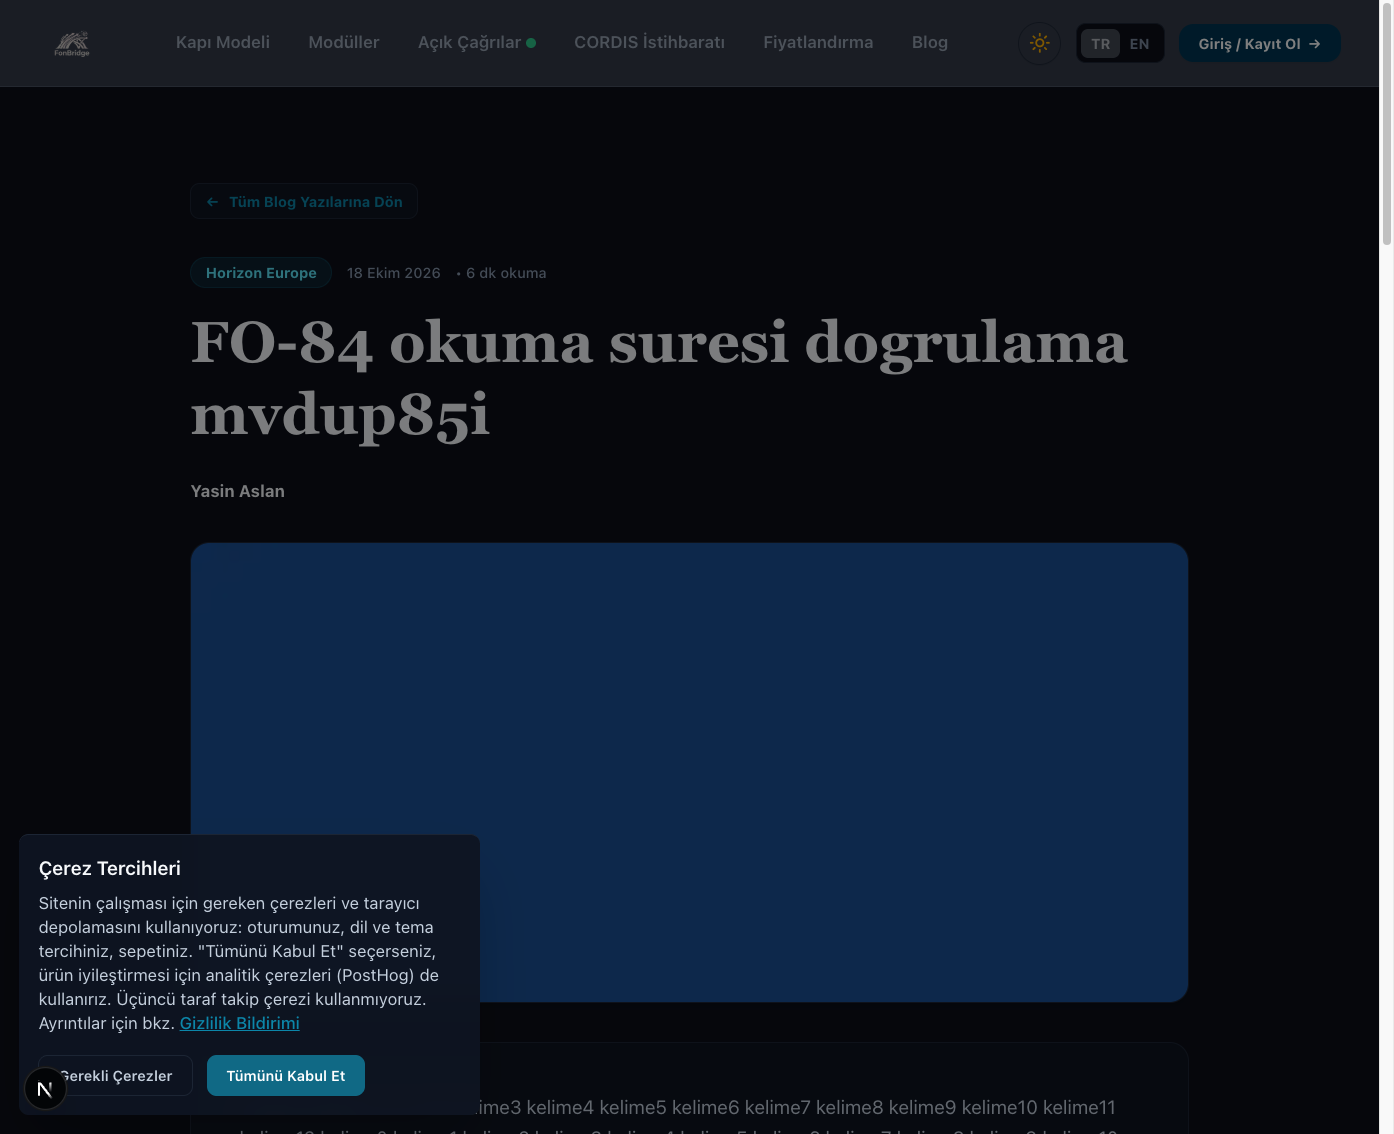 FonBridge
Kapı Modeli
Modüller
Açık Çağrılar
CORDIS İstihbaratı
Fiyatlandırma
Blog
TR EN
Giriş / Kayıt Ol →
← Tüm Blog Yazılarına Dön
Horizon Europe 18 Ekim 2026 • 6 dk okuma
FO-84 okuma suresi dogrulama
mvdup85i
Yasin Aslan
Çerez Tercihleri
Sitenin çalışması için gereken çerezleri ve tarayıcı
depolamasını kullanıyoruz: oturumunuz, dil ve tema
tercihiniz, sepetiniz. "Tümünü Kabul Et" seçerseniz,
ürün iyileştirmesi için analitik çerezleri (PostHog) de
kullanırız. Üçüncü taraf takip çerezi kullanmıyoruz.
Ayrıntılar için bkz. Gizlilik Bildirimi
Gerekli Çerezler
Tümünü Kabul Et
N
kelime4 kelime5 kelime6 kelime7 kelime8 kelime9 kelime10 kelime11